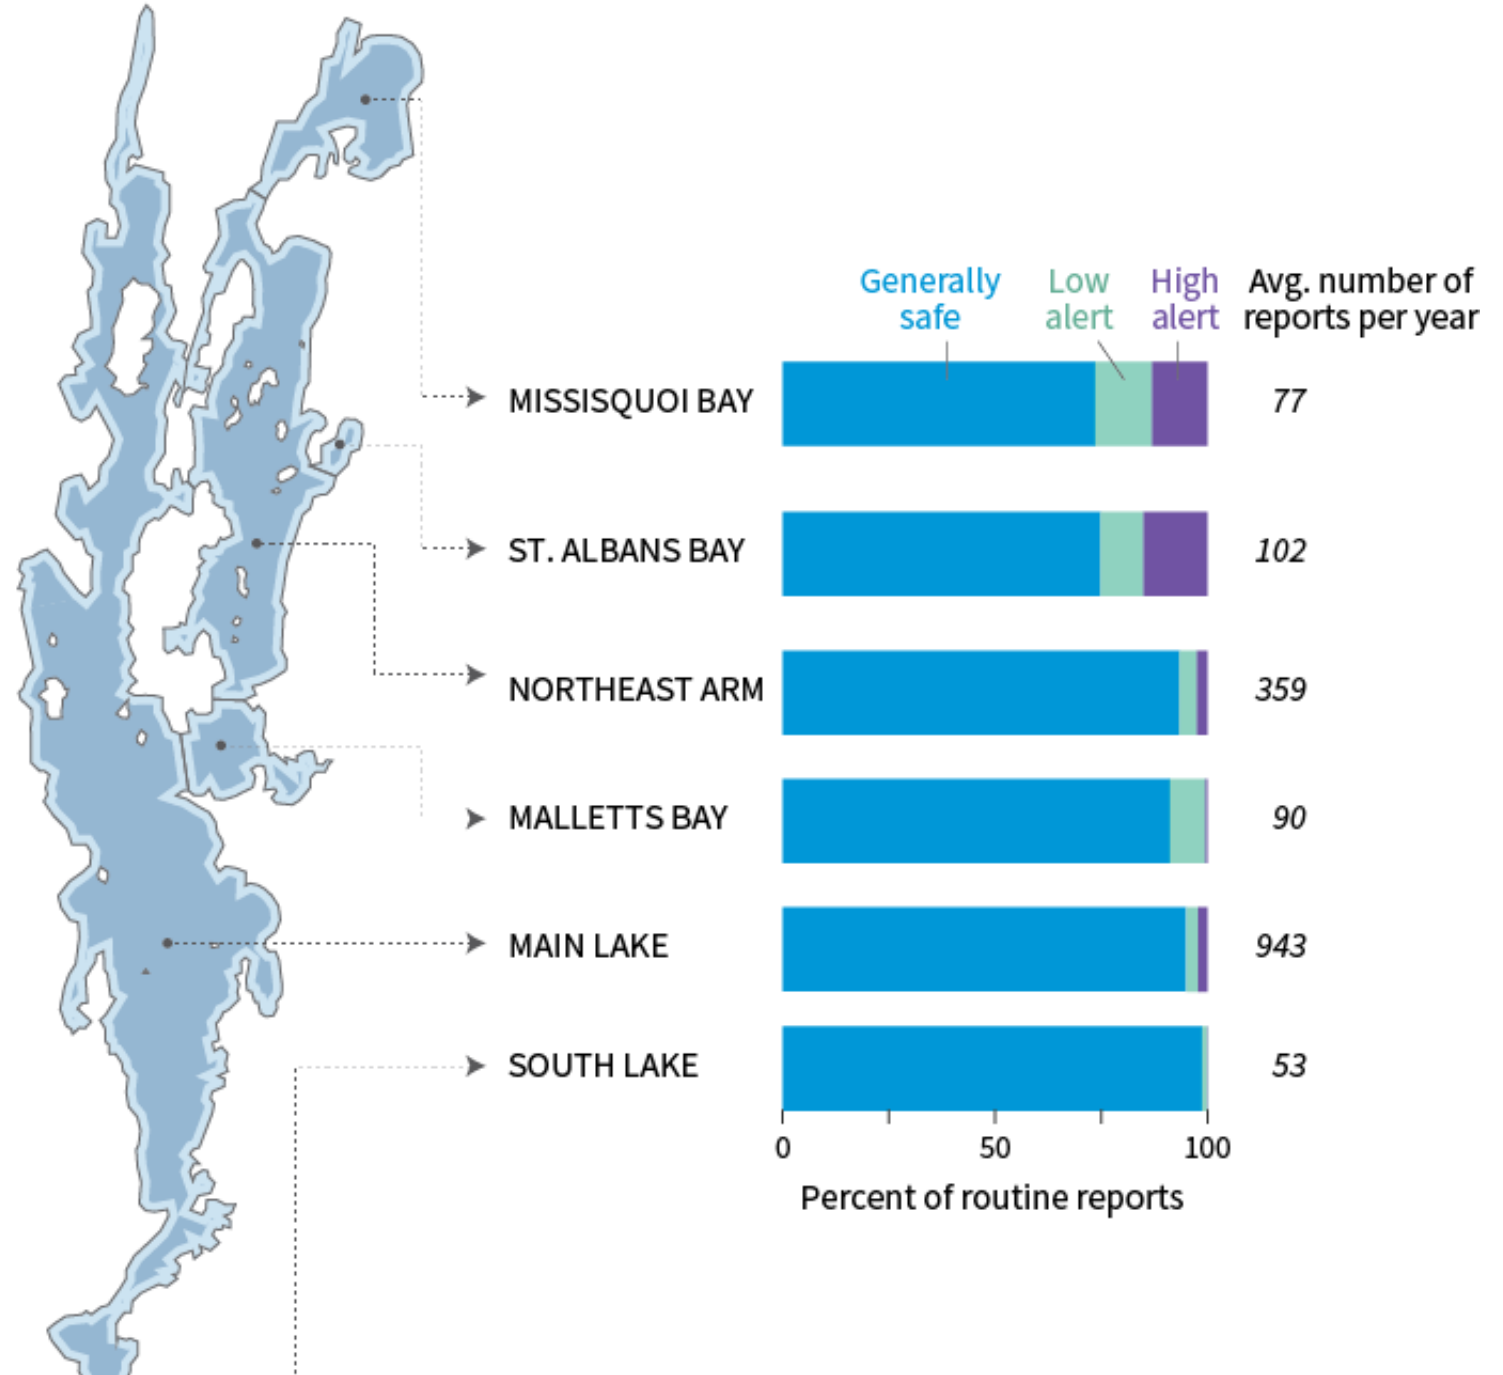 Generally
safe
Low
alert
High
alert
Avg. number of
reports per year
MISSISQUOI BAY
77
ST. ALBANS BAY
102
NORTHEAST ARM
359
MALLETTS BAY
90
MAIN LAKE
943
SOUTH LAKE
53
0 50 100
Percent of routine reports